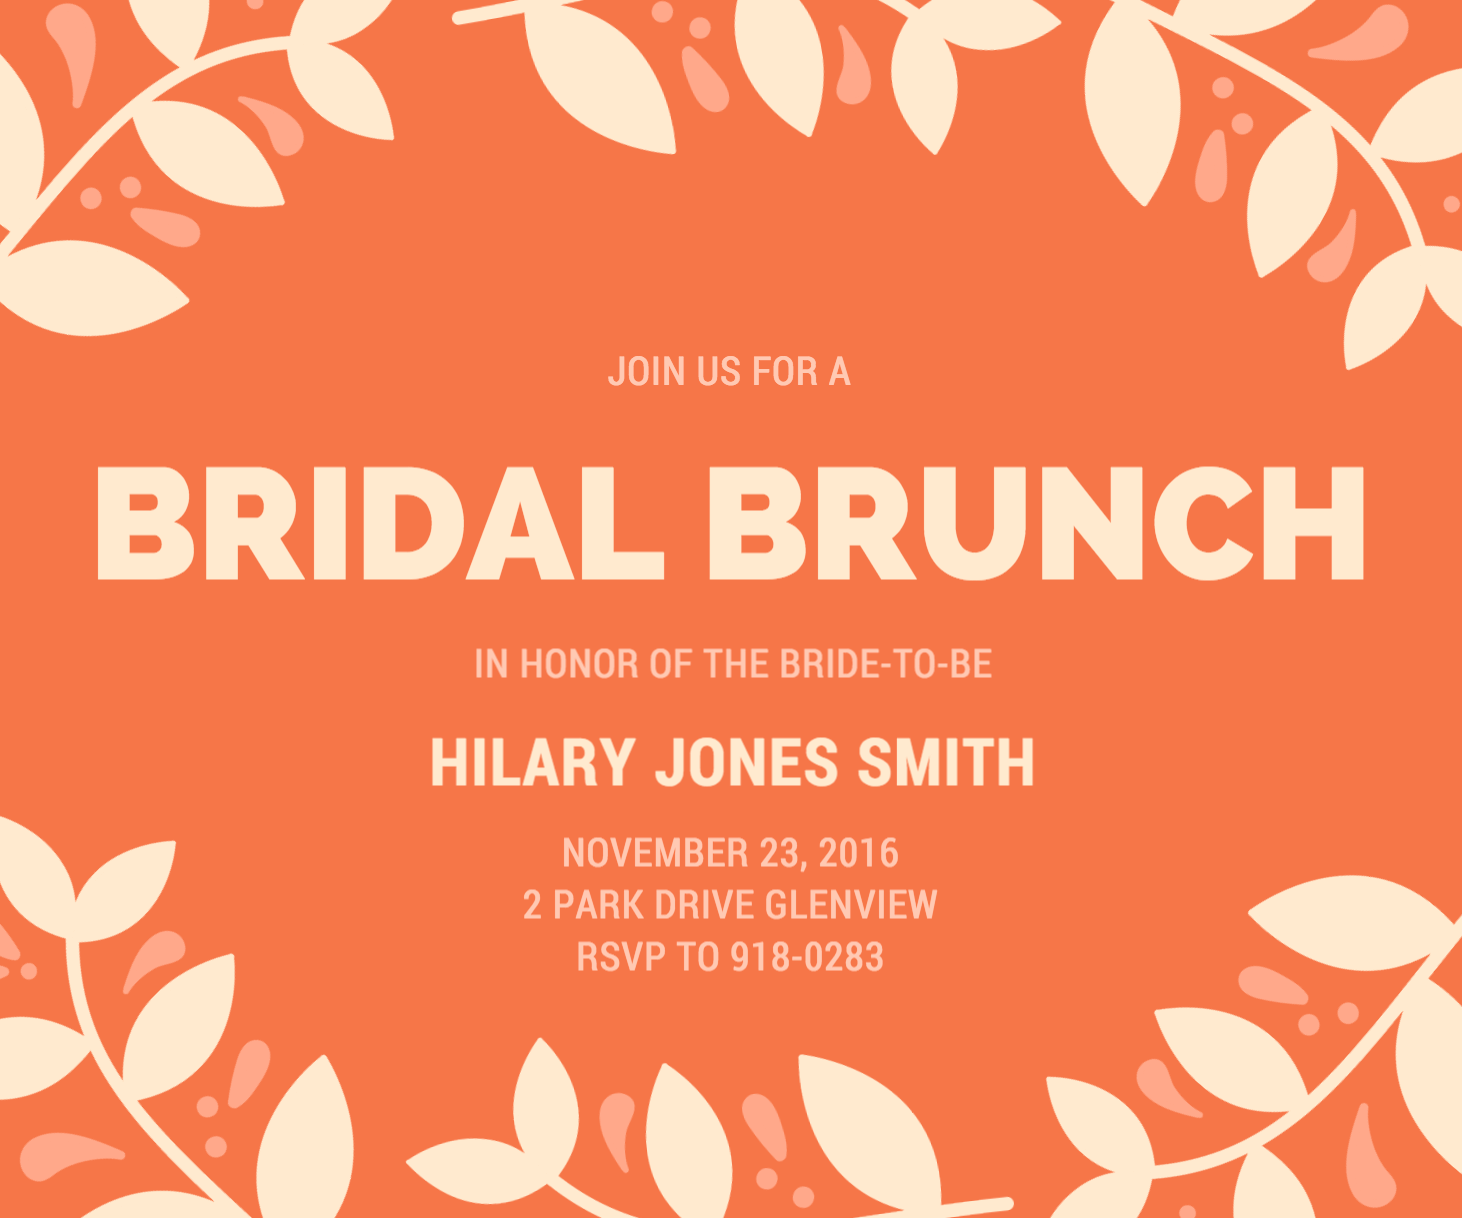 JOIN US FOR A
BRIDAL BRUNCH
IN HONOR OF THE BRIDE-TO-BE
HILARY JONES SMITH
NOVEMBER 23, 2016
2 PARK DRIVE GLENVIEW
RSVP TO 918-0283